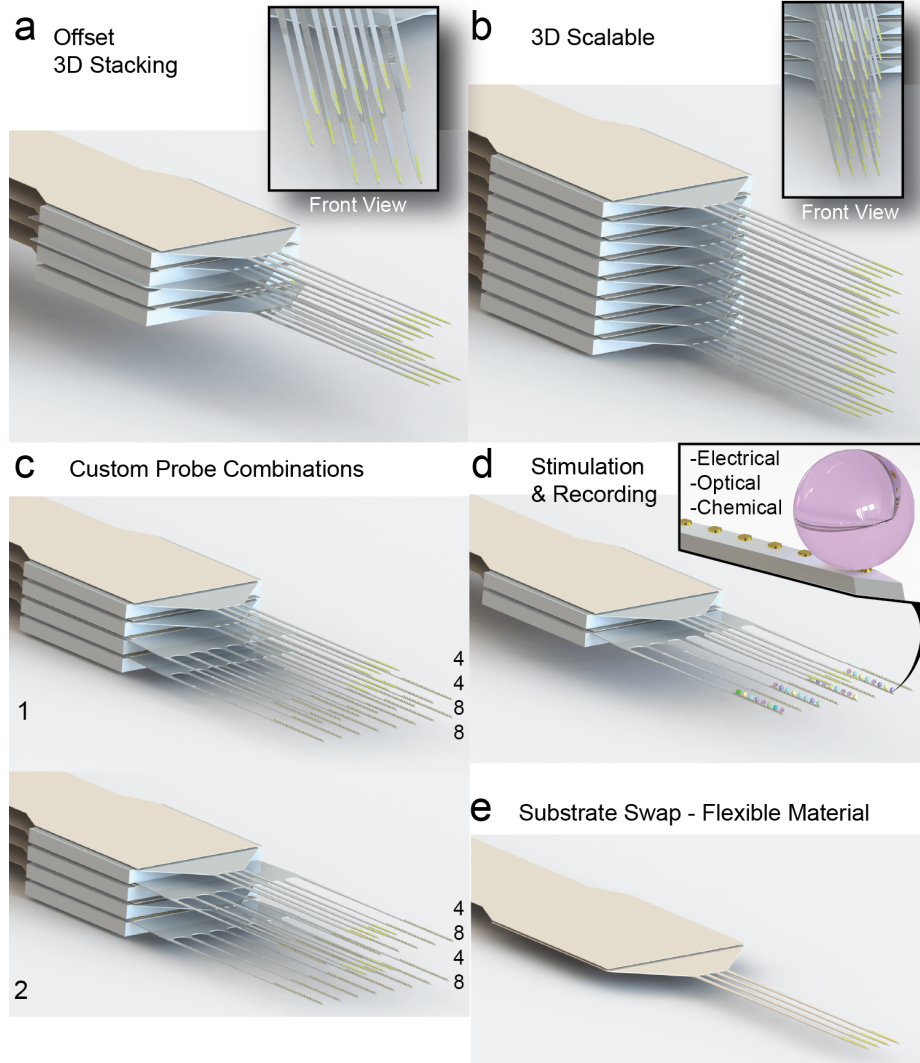 a
Offset
3D Stacking
Front View
b
3D Scalable
Front View
c
Custom Probe Combinations
4
4
8
8
1
4
8
4
8
2
d
Stimulation
& Recording
-Electrical
-Optical
-Chemical
e
Substrate Swap - Flexible Material